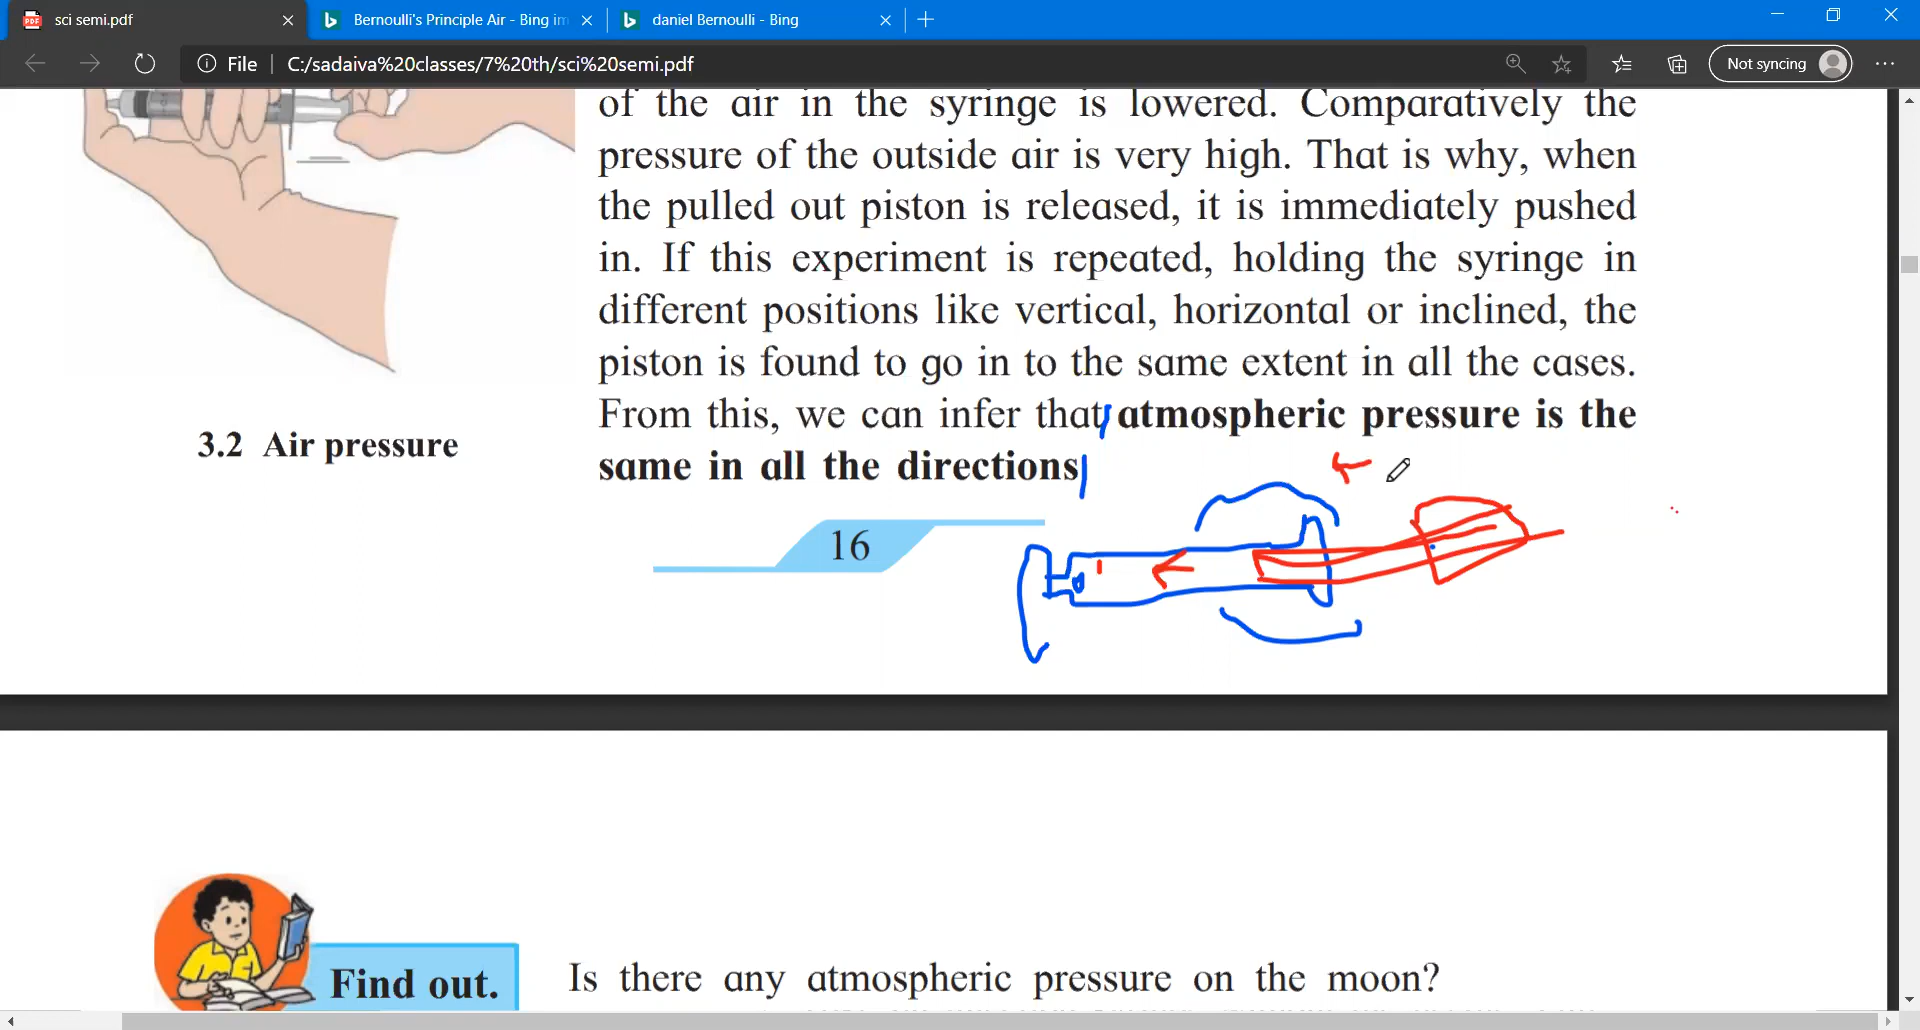 sci semi.pdf
Bernoulli's Principle Air - Bing im
daniel Bernoulli - Bing
File
C:/sadaiva%20classes/7%20th/sci%20semi.pdf
Not syncing
of the air in the syringe is lowered. Comparatively the
pressure of the outside air is very high. That is why, when
the pulled out piston is released, it is immediately pushed
in. If this experiment is repeated, holding the syringe in
different positions like vertical, horizontal or inclined, the
piston is found to go in to the same extent in all the cases.
From this, we can infer that atmospheric pressure is the
same in all the directions
3.2 Air pressure
16
Find out.
Is there any atmospheric pressure on the moon?